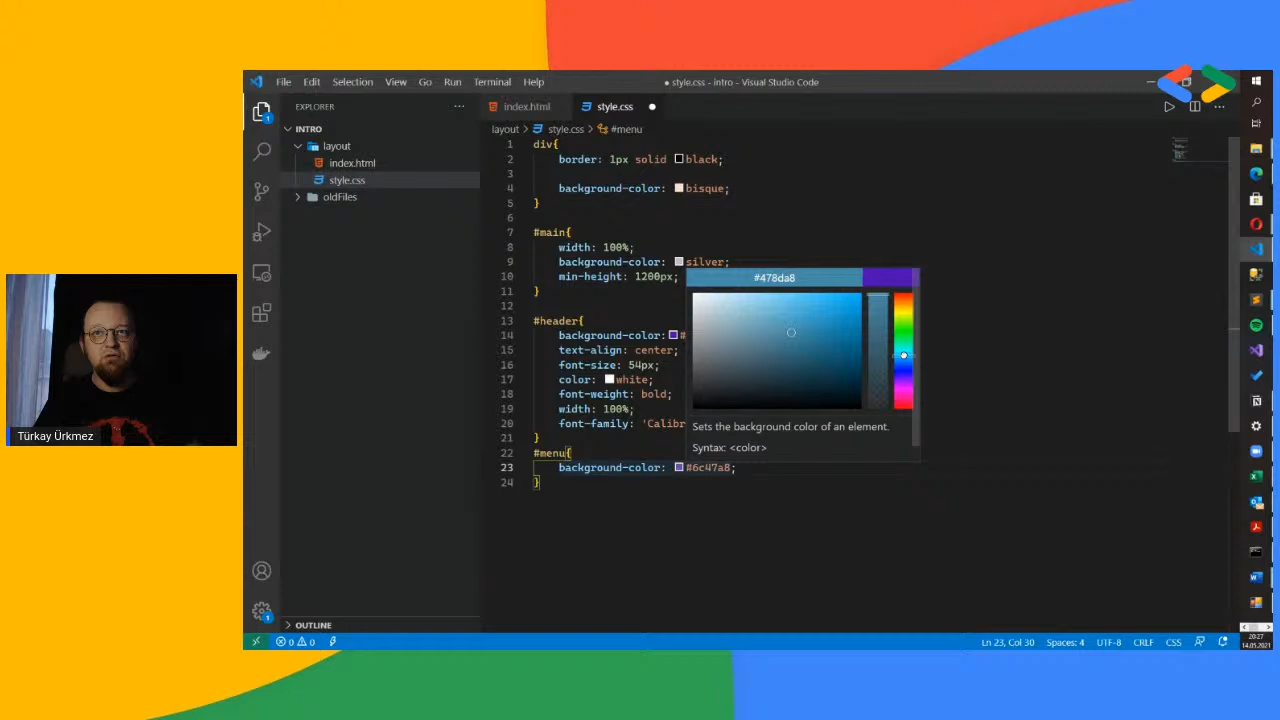 File Edit Selection View Go Run Terminal Help
● style.css - intro - Visual Studio Code
EXPLORER
index.html
style.css
INTRO
layout > style.css > #menu
layout
index.html
style.css
oldFiles
1 div{
2 border: 1px solid black;
3
4 background-color: bisque;
5 }
6
7 #main{
8 width: 100%;
9 background-color: silver;
10 min-height: 1200px;
11 }
12
13 #header{
14 background-color: #
15 text-align: center;
16 font-size: 54px;
17 color: white;
18 font-weight: bold;
19 width: 100%;
20 font-family: 'Calibr
21 }
22 #menu{
23 background-color: #6c47a8;
24 }
#478da8
Sets the background color of an element.
Syntax: <color>
Türkay Ürkmez
OUTLINE
0 0
Ln 23, Col 30 Spaces: 4 UTF-8 CRLF CSS
20:27
14.05.2021